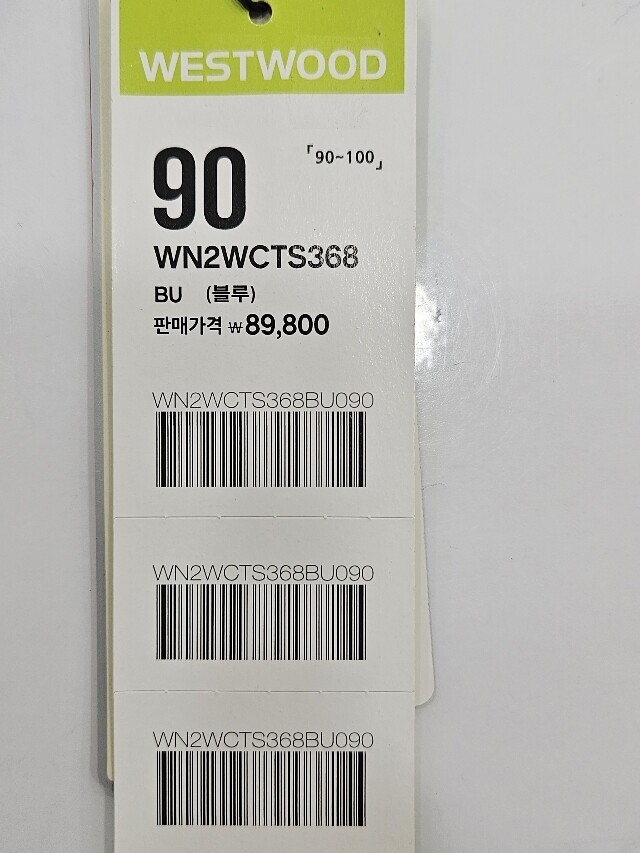 WESTWOOD
90 「90~100」
WN2WCTS368
BU (블루)
판매가격 ₩89,800
WN2WCTS368BU090
WN2WCTS368BU090
WN2WCTS368BU090